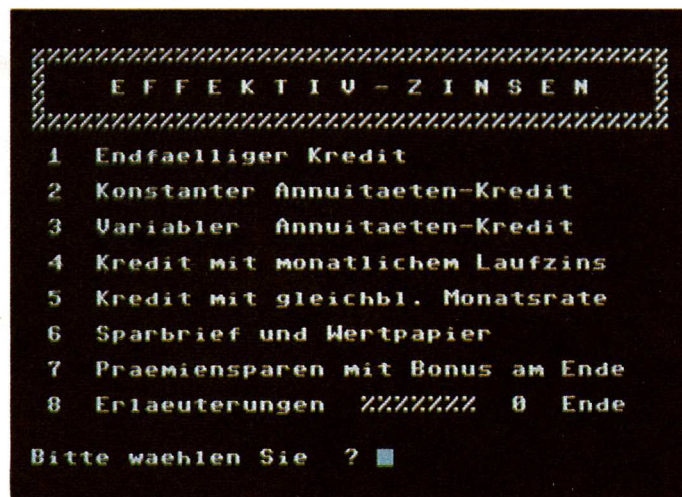 EFFEKTIV-ZINSEN
1 Endfaelliger Kredit
2 Konstanter Annuitaeten-Kredit
3 Variabler Annuitaeten-Kredit
4 Kredit mit monatlichem Laufzins
5 Kredit mit gleichbl. Monatsrate
6 Sparbrief und Wertpapier
7 Praemiensparen mit Bonus am Ende
8 Erlaeuterungen %%%%%%% 0 Ende
Bitte waehlen Sie ?